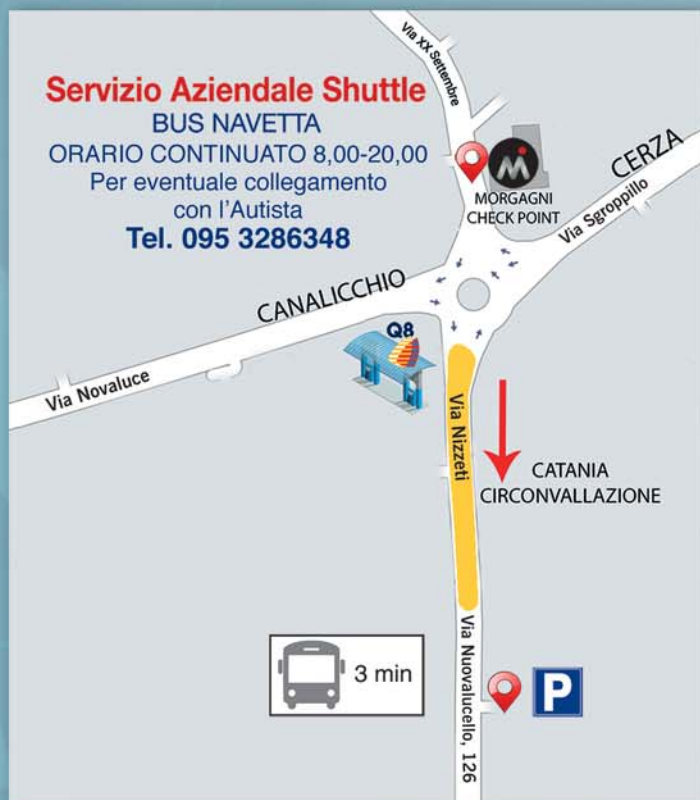 Servizio Aziendale Shuttle
BUS NAVETTA
ORARIO CONTINUATO 8,00-20,00
Per eventuale collegamento
con l'Autista
Tel. 095 3286348
Via XX Settembre
MORGAGNI
CHECK POINT
CERZA
Via Sgroppillo
CANALICCHIO
Via Novaluce
Q8
Via Nizzeti
CATANIA
CIRCONVALLAZIONE
3 min
Via Nuovalucello, 126
P